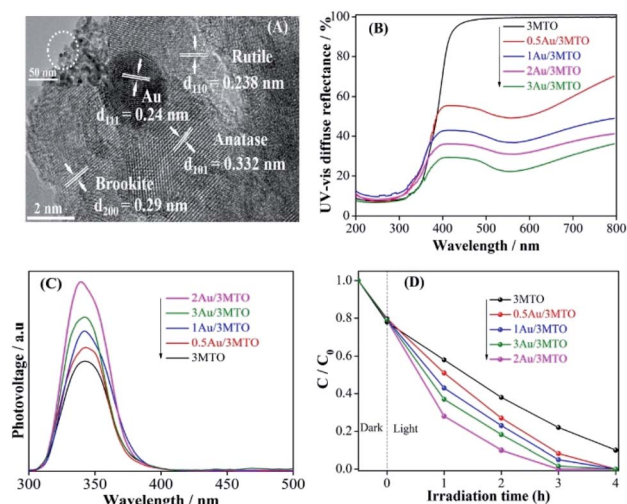 (A)
50 nm
Rutile
d110 = 0.238 nm
Au
d111 = 0.24 nm
Anatase
d101 = 0.332 nm
Brookite
d200 = 0.29 nm
2 nm
(B)
UV-vis diffuse reflectance / %
100
80
60
40
20
0
3MTO
0.5Au/3MTO
1Au/3MTO
2Au/3MTO
3Au/3MTO
200 300 400 500 600 700 800
Wavelength / nm
(C)
Photovoltage / a.u
2Au/3MTO
3Au/3MTO
1Au/3MTO
0.5Au/3MTO
3MTO
300 350 400 450 500
Wavelength / nm
(D)
C / C0
1.0
0.8
0.6
0.4
0.2
0.0
3MTO
0.5Au/3MTO
1Au/3MTO
3Au/3MTO
2Au/3MTO
Dark Light
0 1 2 3 4
Irradiation time (h)